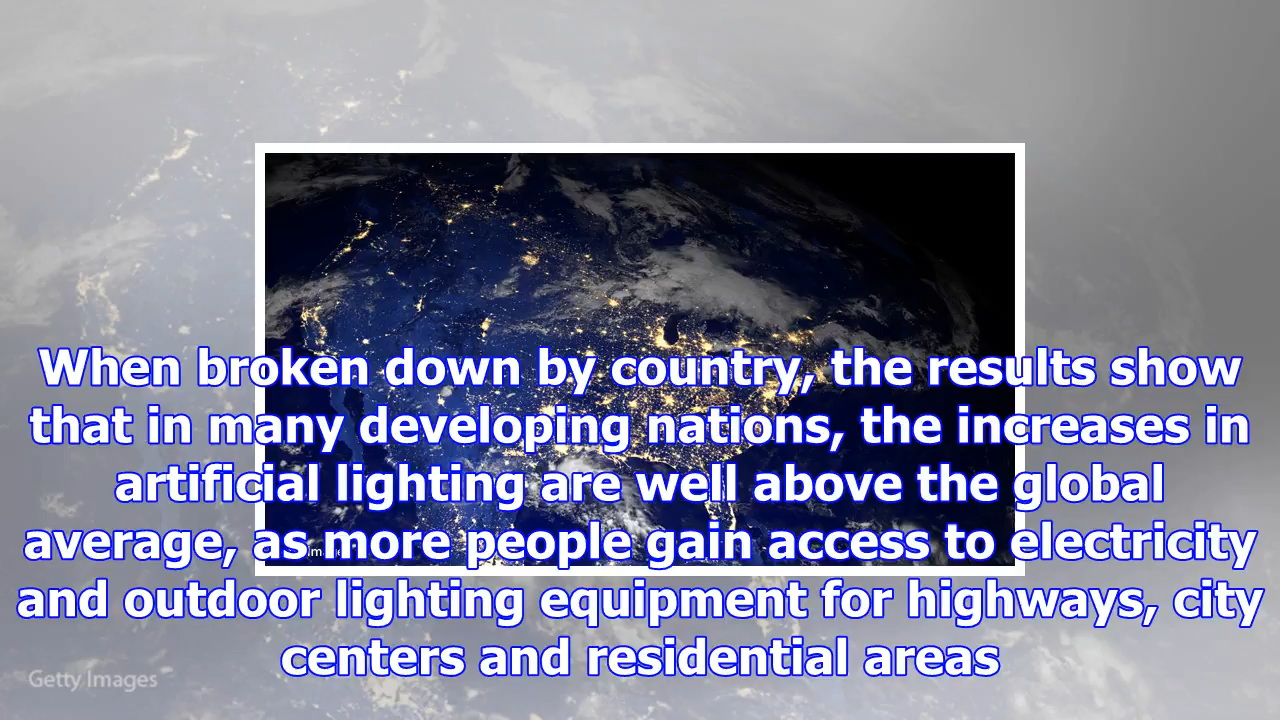 When broken down by country, the results show
that in many developing nations, the increases in
artificial lighting are well above the global
average, as more people gain access to electricity
and outdoor lighting equipment for highways, city
centers and residential areas
Getty Images